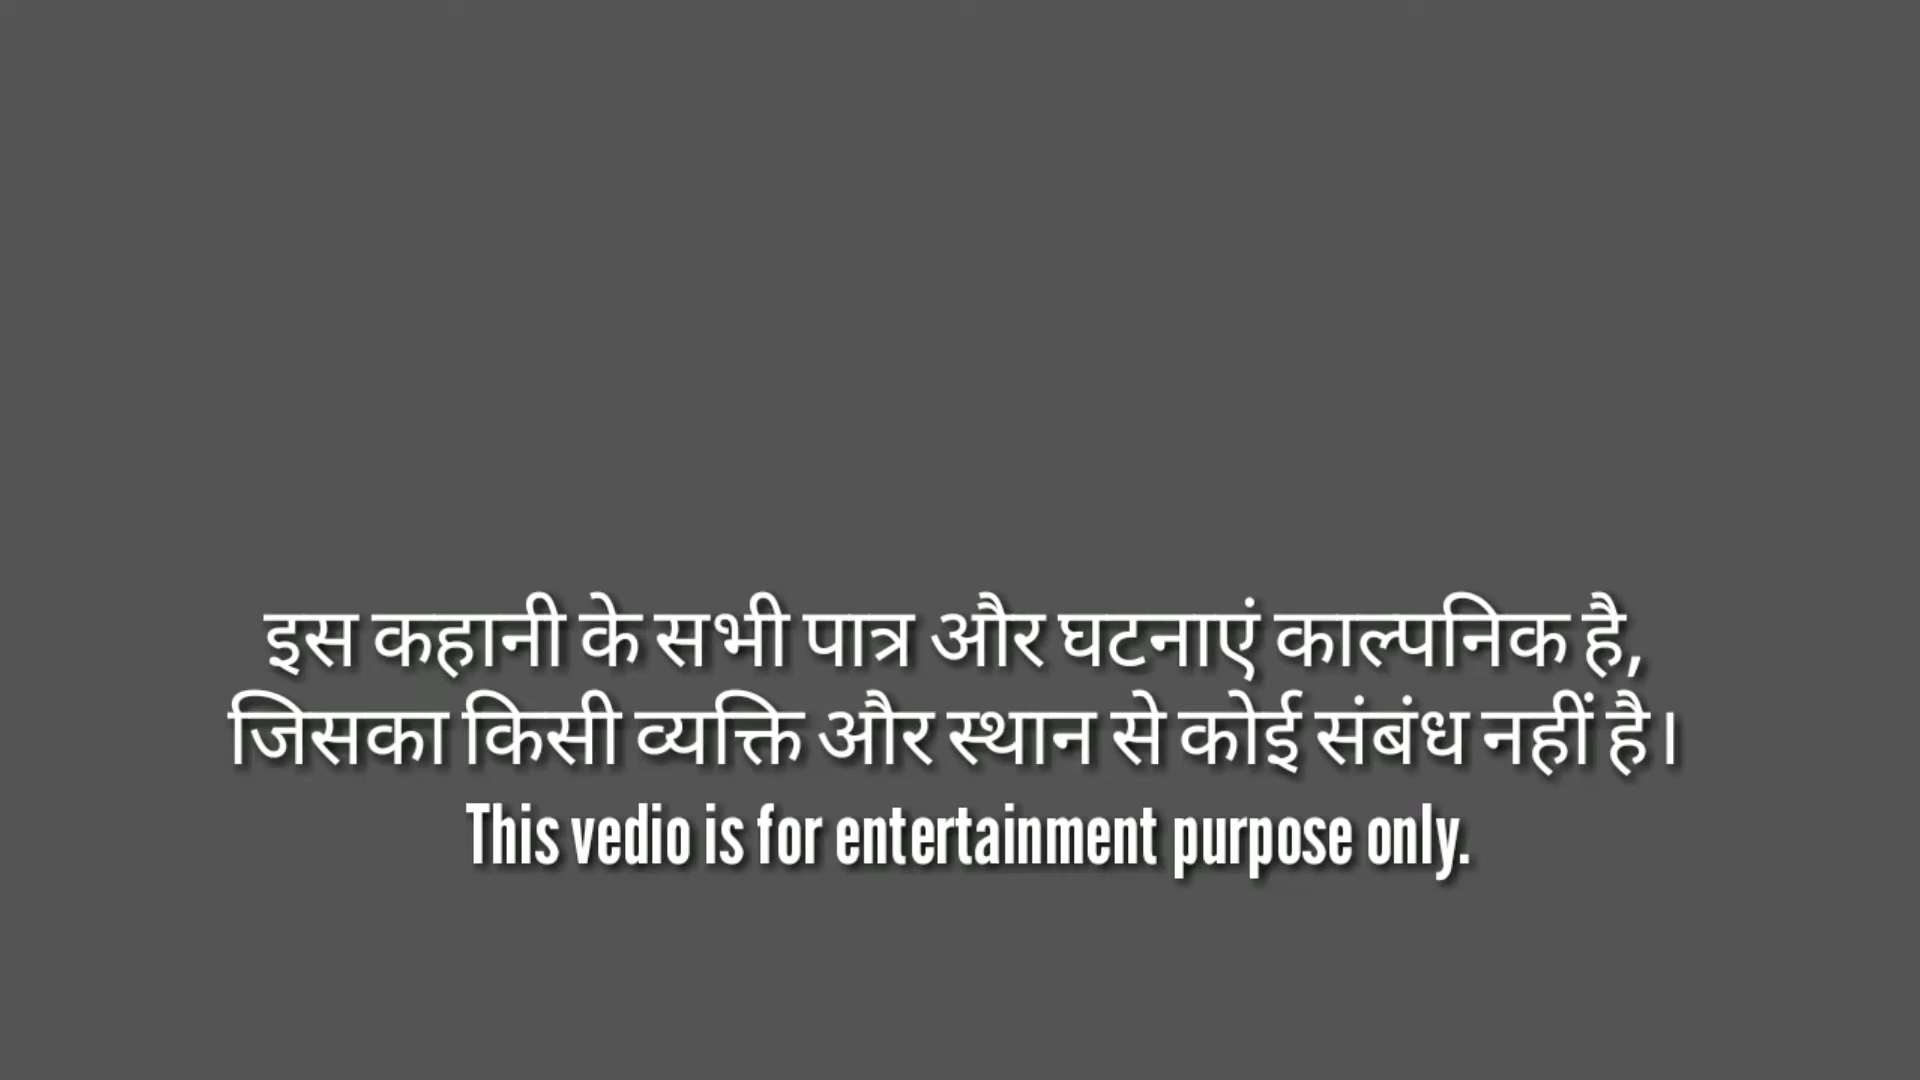 इस कहानी के सभी पात्र और घटनाएं काल्पनिक है,
जिसका किसी व्यक्ति और स्थान से कोई संबंध नहीं है।
This vedio is for entertainment purpose only.